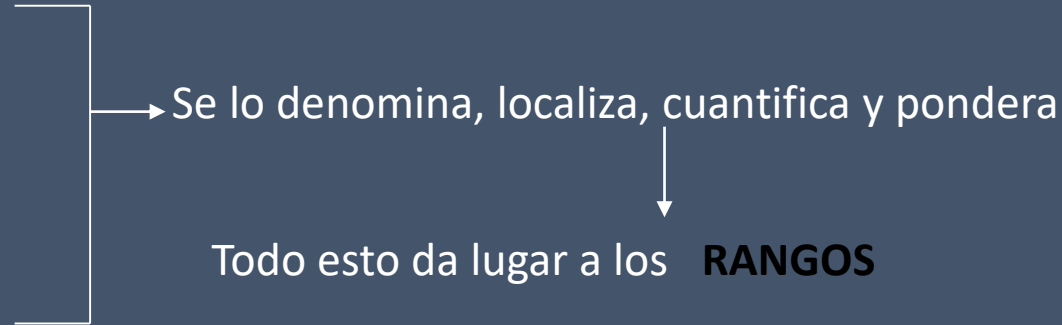 Se lo denomina, localiza, cuantifica y pondera
Todo esto da lugar a los RANGOS